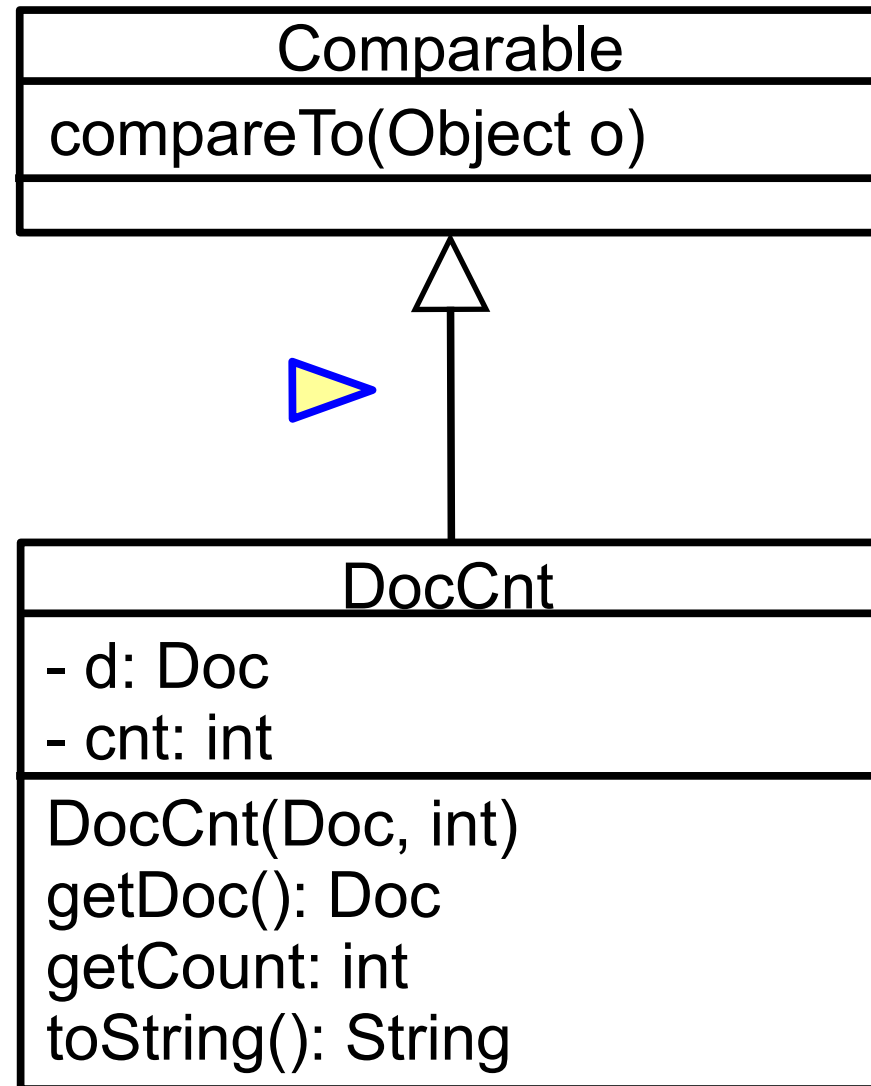 Comparable
compareTo(Object o)
DocCnt
- d: Doc
- cnt: int
DocCnt(Doc, int)
getDoc(): Doc
getCount: int
toString(): String